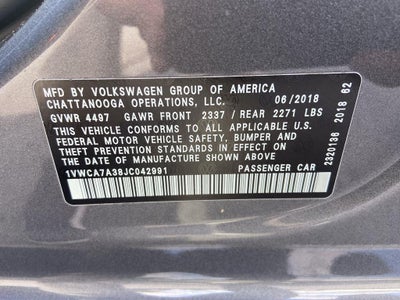 MFD BY VOLKSWAGEN GROUP OF AMERICA
CHATTANOOGA OPERATIONS, LLC. 06/2018
GVWR 4497 GAWR FRONT 2337/ REAR 2271 LBS
THIS VEHICLE CONFORMS TO ALL APPLICABLE U.S.
FEDERAL MOTOR VEHICLE SAFETY, BUMPER AND
THEFT PREVENTION STANDARDS IN EFFECT ON THE
DATE OF MANUFACTURE SHOWN ABOVE.
1VWCA7A38JC042991 PASSENGER CAR
2320136 2018 62